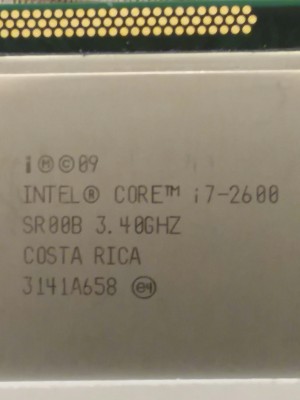 i Ⓜ©09
INTEL® CORE™ i7-2600
SR00B 3.40GHZ
COSTA RICA
3141A658 e4